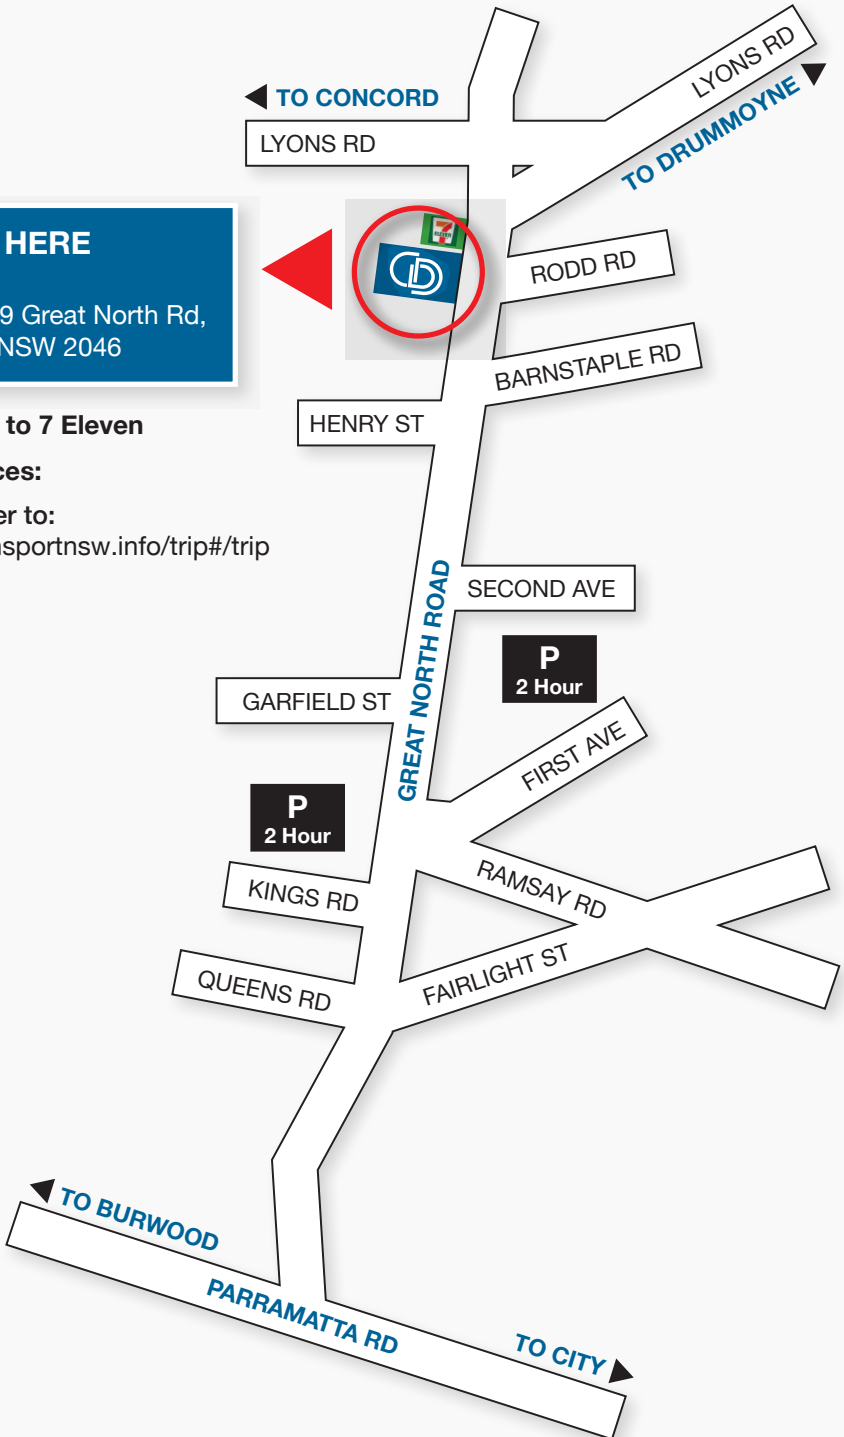 LYONS RD
TO CONCORD
LYONS RD
TO DRUMMOYNE
7
ELEVEN
HERE
9 Great North Rd,
NSW 2046
RODD RD
BARNSTAPLE RD
HENRY ST
to 7 Eleven
ces:
er to:
nsportnsw.info/trip#/trip
GREAT NORTH ROAD
SECOND AVE
P
2 Hour
GARFIELD ST
FIRST AVE
P
2 Hour
KINGS RD
RAMSAY RD
QUEENS RD
FAIRLIGHT ST
TO BURWOOD
PARRAMATTA RD
TO CITY